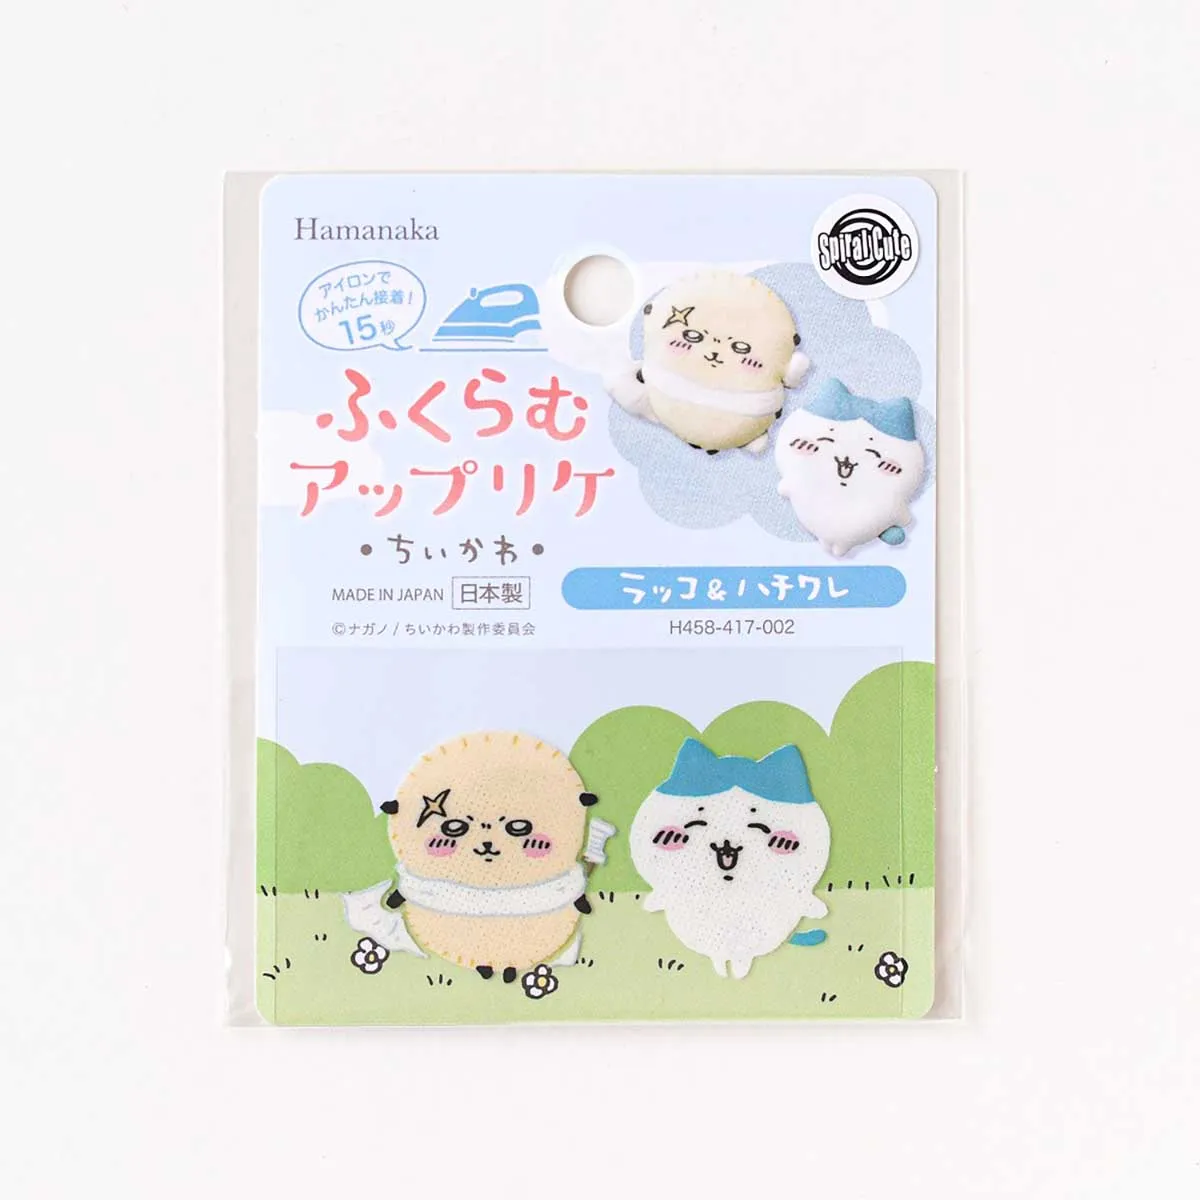 Hamanaka
Spiral Cute
アイロンで
かんたん接着!
15秒
ふくらむ
アップリケ
・ちいかわ・
MADE IN JAPAN 日本製
ラッコ&ハチワレ
©ナガノ / ちいかわ製作委員会
H458-417-002